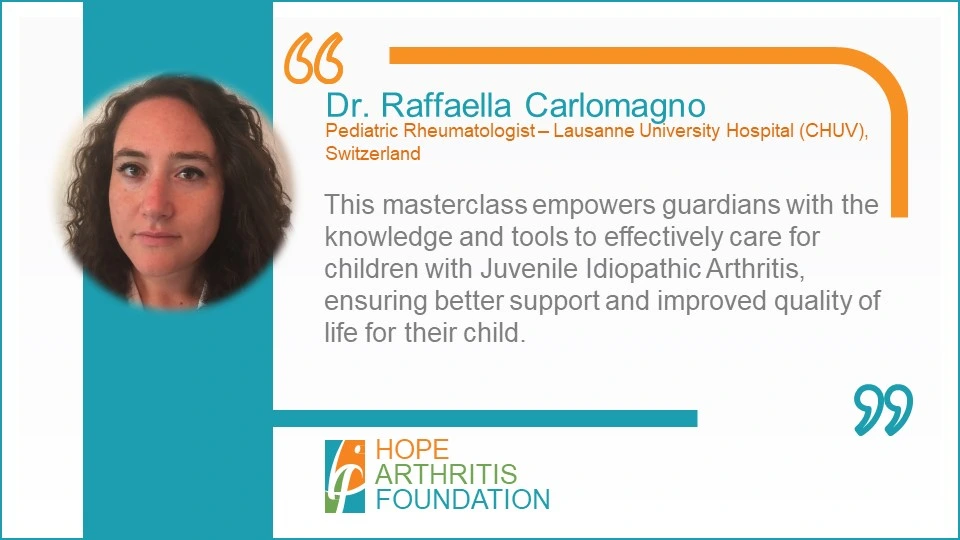 Dr. Raffaella Carlomagno
Pediatric Rheumatologist – Lausanne University Hospital (CHUV),
Switzerland
This masterclass empowers guardians with the
knowledge and tools to effectively care for
children with Juvenile Idiopathic Arthritis,
ensuring better support and improved quality of
life for their child.
HOPE
ARTHRITIS
FOUNDATION